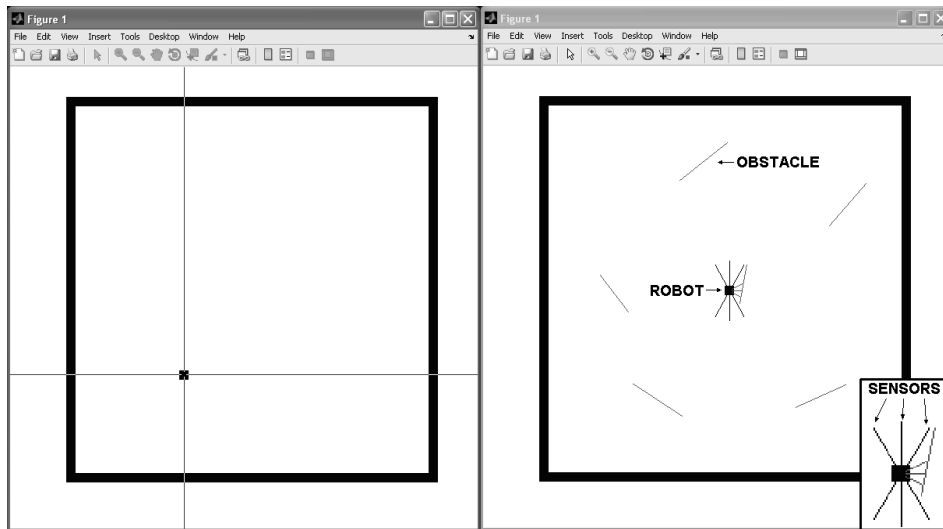 Figure 1
File Edit View Insert Tools Desktop Window Help
Figure 1
File Edit View Insert Tools Desktop Window Help
OBSTACLE
ROBOT
SENSORS